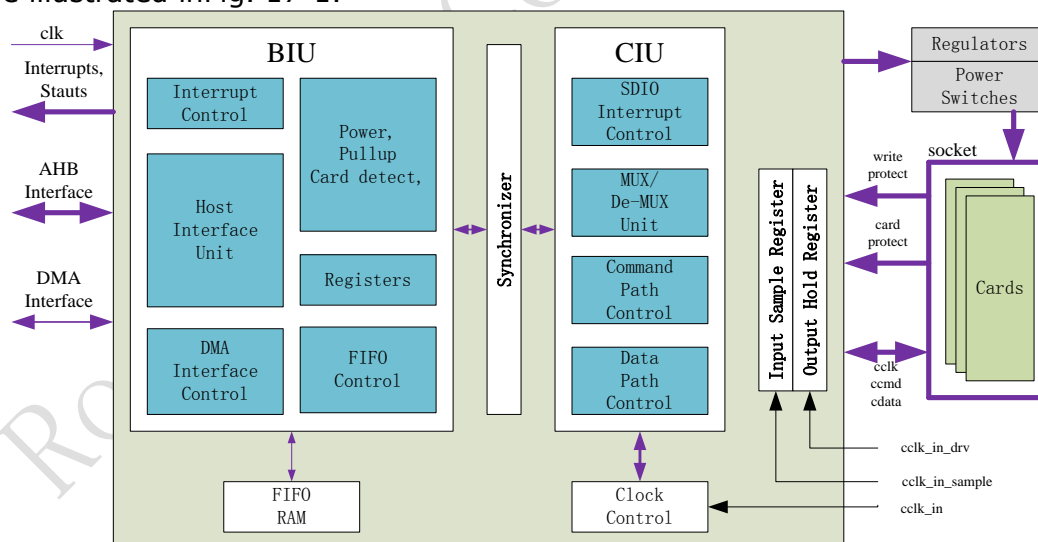 clk
Interrupts,
Stauts
AHB
Interface
DMA
Interface
BIU
Interrupt
Control
Power,
Pullup
Card detect,
Host
Interface
Unit
Registers
DMA
Interface
Control
FIFO
Control
FIFO
RAM
Synchronizer
CIU
SDIO
Interrupt
Control
MUX/
De-MUX
Unit
Command
Path
Control
Data
Path
Control
Clock
Control
Input Sample Register
Output Hold Register
Regulators
Power
Switches
socket
write
protect
card
protect
Cards
cclk
ccmd
cdata
cclk_in_drv
cclk_in_sample
cclk_in